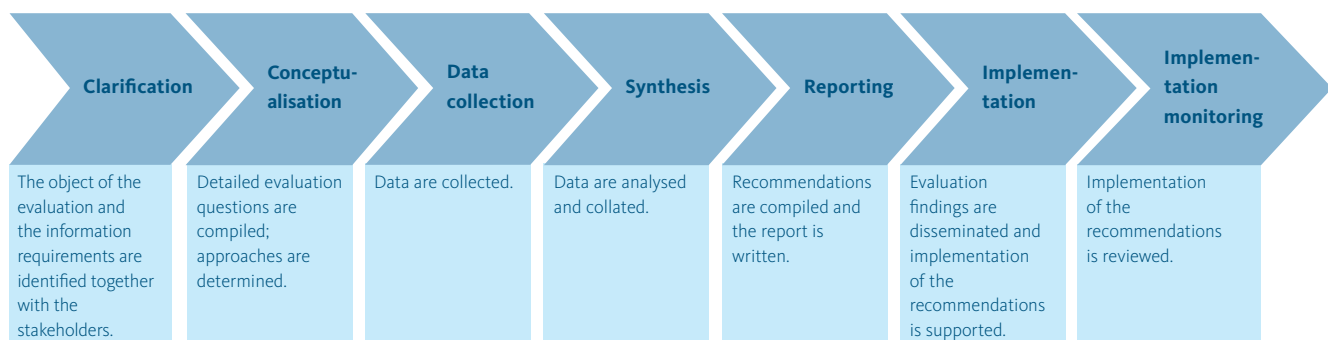 Clarification
Conceptu-
alisation
Data
collection
Synthesis
Reporting
Implemen-
tation
Implemen-
tation
monitoring
The object of the
evaluation and
the information
requirements are
identified together
with the
stakeholders.
Detailed evaluation
questions are
compiled;
approaches are
determined.
Data are collected.
Data are analysed
and collated.
Recommendations
are compiled and
the report is
written.
Evaluation
findings are
disseminated and
implementation
of the
recommendations
is supported.
Implementation
of the
recommendations
is reviewed.